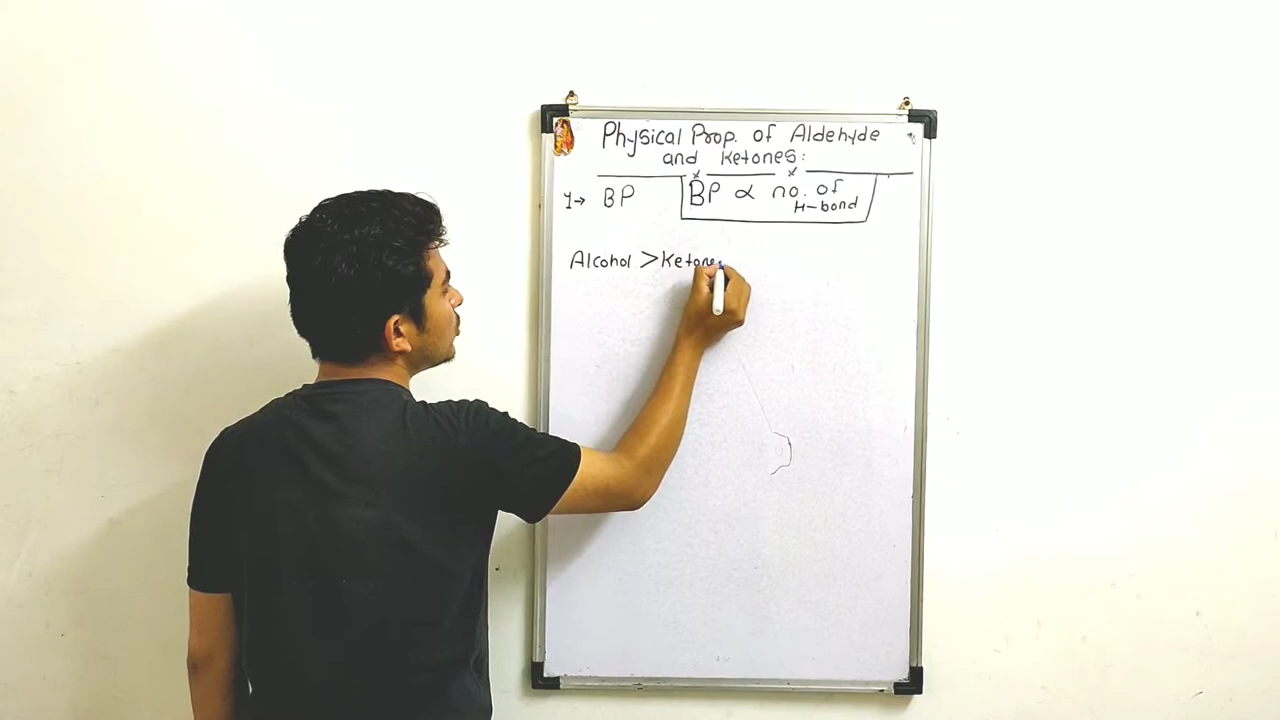 Physical Prop. of Aldehyde
and Ketones:
1→ BP
BP ∝ no. of
H-bond
Alcohol > Ketone